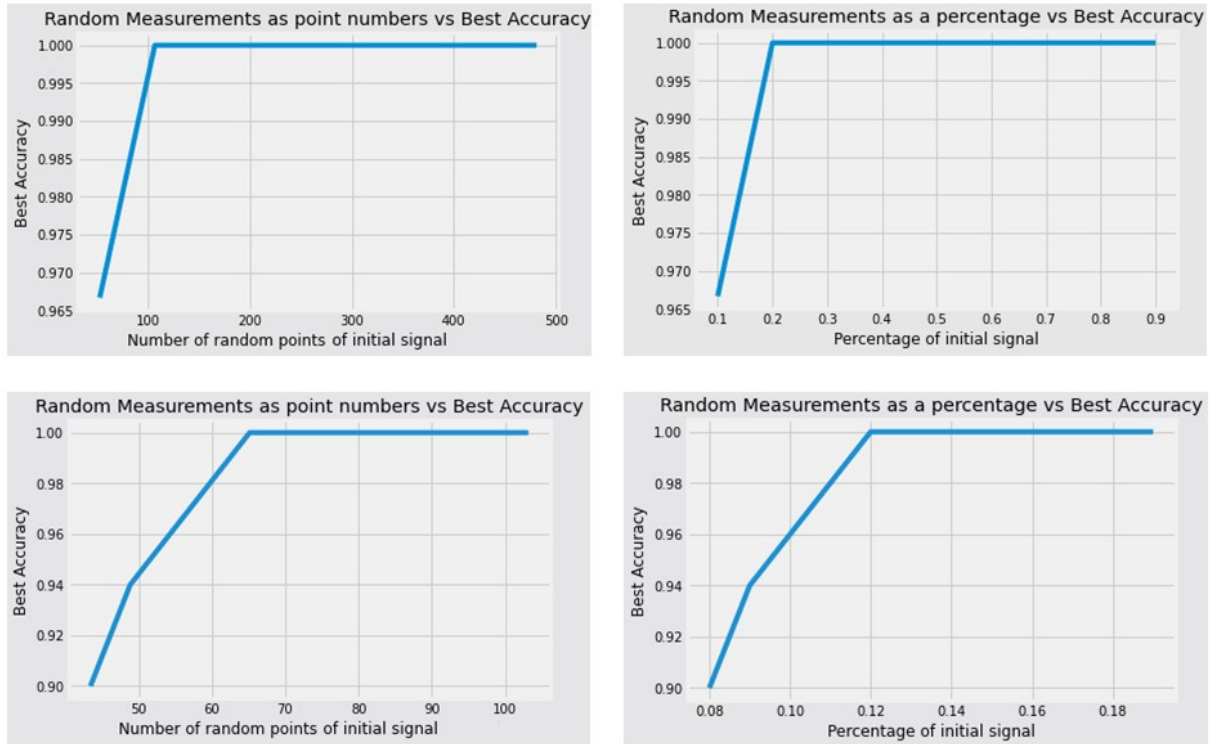 Random Measurements as point numbers vs Best Accuracy
1.000
0.995
0.990
0.985
0.980
0.975
0.970
0.965
Best Accuracy
100 200 300 400 500
Number of random points of initial signal
Random Measurements as a percentage vs Best Accuracy
1.000
0.995
0.990
0.985
0.980
0.975
0.970
0.965
Best Accuracy
0.1 0.2 0.3 0.4 0.5 0.6 0.7 0.8 0.9
Percentage of initial signal
Random Measurements as point numbers vs Best Accuracy
1.00
0.98
0.96
0.94
0.92
0.90
Best Accuracy
50 60 70 80 90 100
Number of random points of initial signal
Random Measurements as a percentage vs Best Accuracy
1.00
0.98
0.96
0.94
0.92
0.90
Best Accuracy
0.08 0.10 0.12 0.14 0.16 0.18
Percentage of initial signal